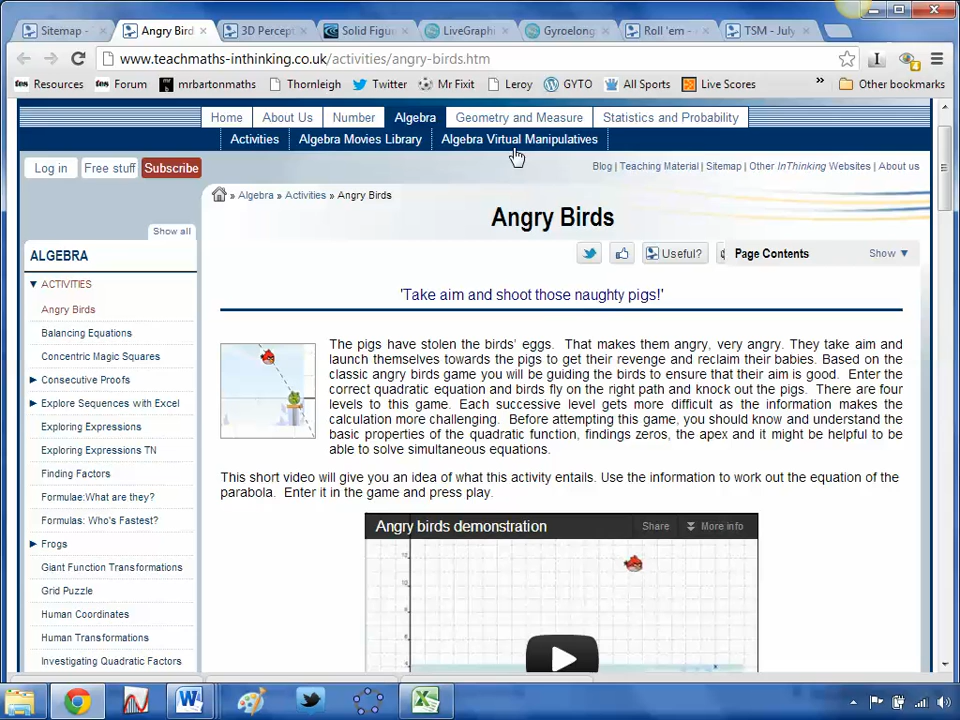 Sitemap -
Angry Bird
3D Percept
Solid Figu
LiveGraphi
Gyroelong
Roll 'em -
TSM - July
www.teachmaths-inthinking.co.uk/activities/angry-birds.htm
tes Resources tes Forum mrbartonmaths Thornleigh Twitter Mr Fixit Leroy GYTO All Sports Live Scores » Other bookmarks
Home About Us Number Algebra Geometry and Measure Statistics and Probability
Activities Algebra Movies Library Algebra Virtual Manipulatives
Log in Free stuff Subscribe
Blog | Teaching Material | Sitemap | Other InThinking Websites | About us
» Algebra » Activities » Angry Birds
Angry Birds
Show all
Useful?
Page Contents
Show ▼
ALGEBRA
▼ ACTIVITIES
Angry Birds
Balancing Equations
Concentric Magic Squares
Consecutive Proofs
Explore Sequences with Excel
Exploring Expressions
Exploring Expressions TN
Finding Factors
Formulae:What are they?
Formulas: Who's Fastest?
Frogs
Giant Function Transformations
Grid Puzzle
Human Coordinates
Human Transformations
Investigating Quadratic Factors
'Take aim and shoot those naughty pigs!'
The pigs have stolen the birds' eggs. That makes them angry, very angry. They take aim and
launch themselves towards the pigs to get their revenge and reclaim their babies. Based on the
classic angry birds game you will be guiding the birds to ensure that their aim is good. Enter the
correct quadratic equation and birds fly on the right path and knock out the pigs. There are four
levels to this game. Each successive level gets more difficult as the information makes the
calculation more challenging. Before attempting this game, you should know and understand the
basic properties of the quadratic function, findings zeros, the apex and it might be helpful to be
able to solve simultaneous equations.
This short video will give you an idea of what this activity entails. Use the information to work out the equation of the
parabola. Enter it in the game and press play.
Angry birds demonstration
Share
More info
12
10
8
6
4